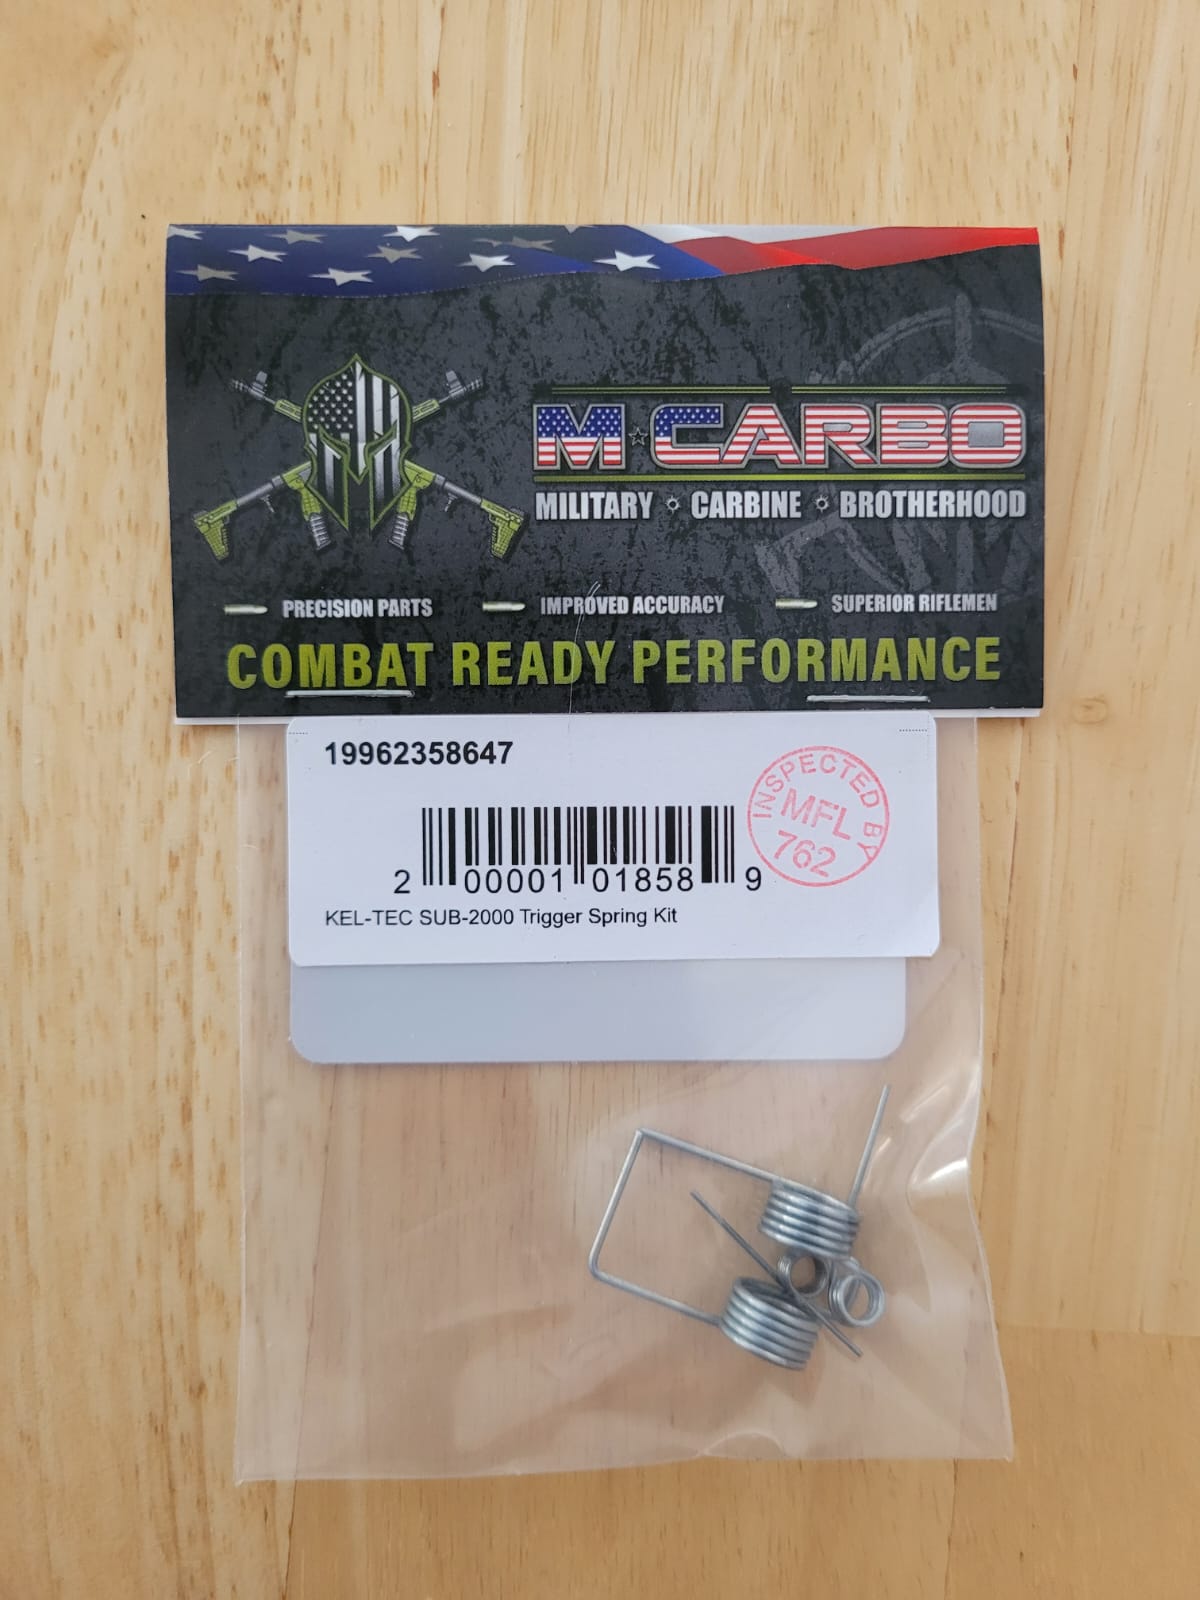 M☆CARBO
MILITARY ☼ CARBINE ☼ BROTHERHOOD
PRECISION PARTS IMPROVED ACCURACY SUPERIOR RIFLEMEN
COMBAT READY PERFORMANCE
19962358647
INSPECTED BY
MFL
762
2 00001 01858 9
KEL-TEC SUB-2000 Trigger Spring Kit